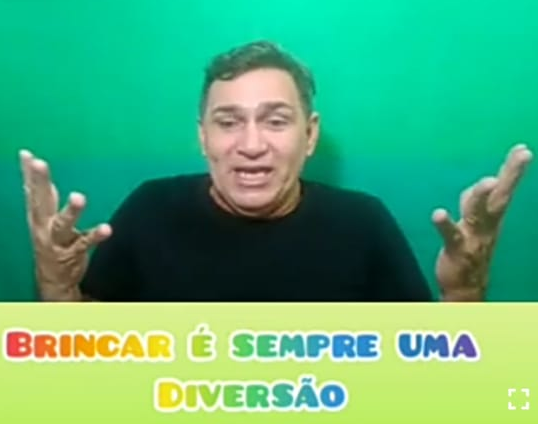 BRINCAR É SEMPRE UMA
DIVERSÃO